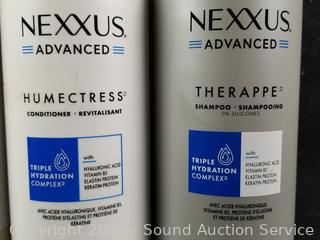 NEXXUS
ADVANCED
HUMECTRESS
CONDITIONER · REVITALISANT
TRIPLE
HYDRATION
COMPLEX
with
HYALURONIC ACID
VITAMIN B5
ELASTIN PROTEIN
KERATIN PROTEIN
AVEC ACIDE HYALURONIQUE, VITAMINE B5,
PROTÉINE D'ÉLASTINE ET PROTÉINE DE
KÉRATINE
NEXXUS
ADVANCED
THERAPPE
SHAMPOO · SHAMPOOING
0% SILICONES
TRIPLE
HYDRATION
COMPLEX
with
HYALURONIC ACID
VITAMIN B5
ELASTIN PROTEIN
KERATIN PROTEIN
AVEC ACIDE HYALURONIQUE,
VITAMINE B5, PROTÉINE D'ÉLASTINE
ET PROTÉINE DE KÉRATINE
Sound Auction Service